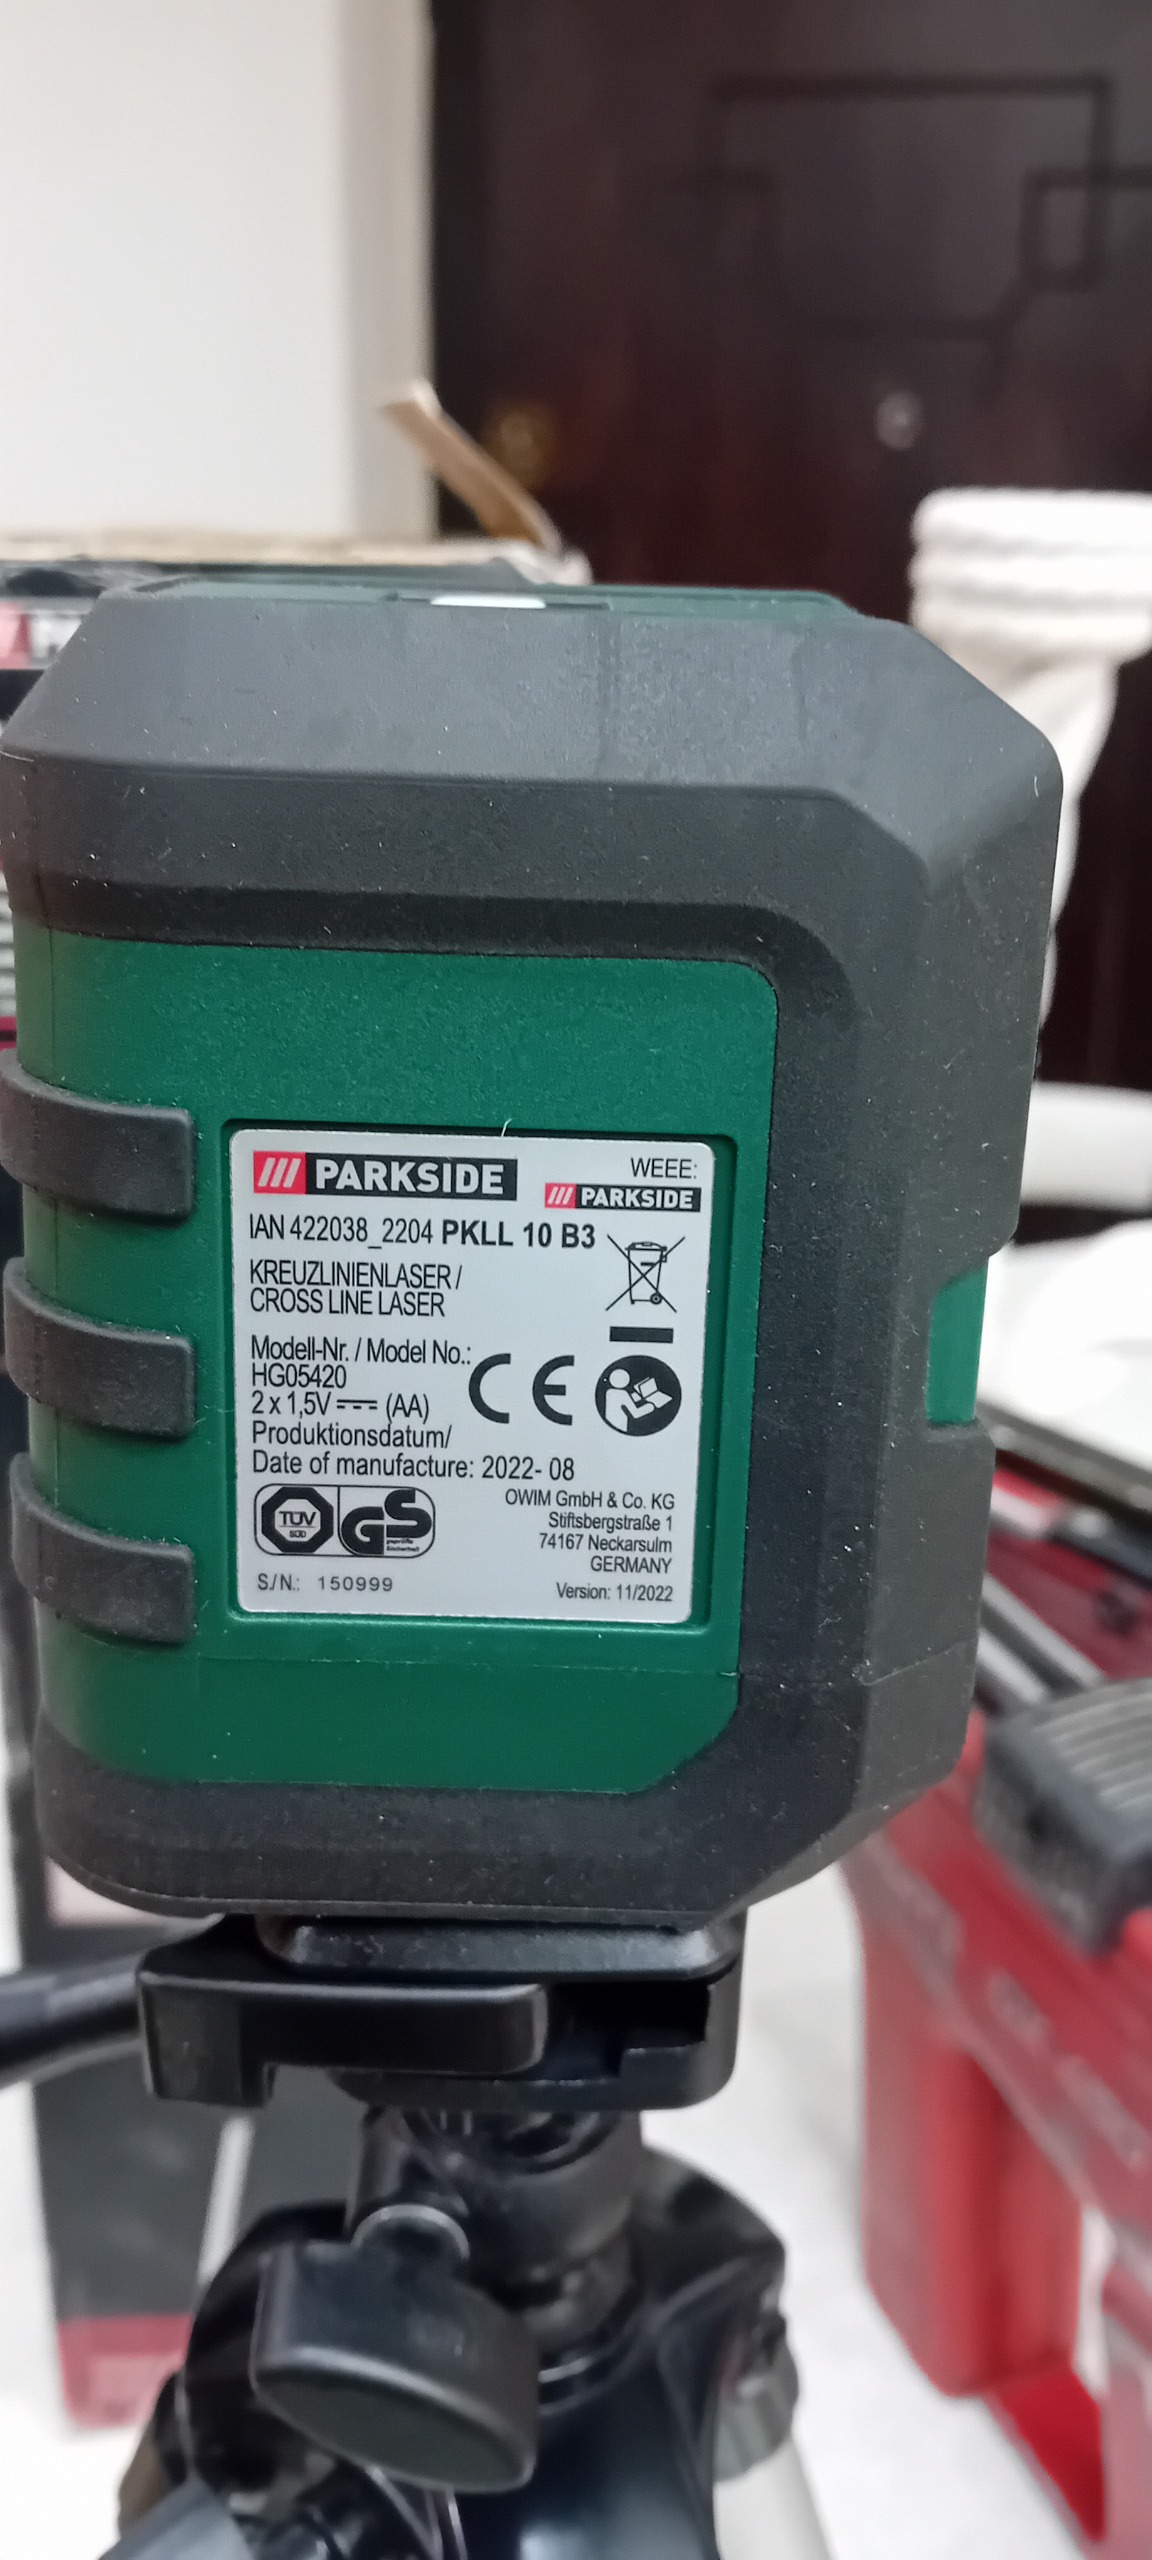 PARKSIDE
WEEE:
PARKSIDE
IAN 422038_2204 PKLL 10 B3
KREUZLINIENLASER /
CROSS LINE LASER
Modell-Nr. / Model No.:
HG05420
2 x 1,5V (AA)
CE
Produktionsdatum/
Date of manufacture: 2022- 08
TÜV
SÜD
GS
geprüfte
Sicherheit
OWIM GmbH & Co. KG
Stiftsbergstraße 1
74167 Neckarsulm
GERMANY
S./N.: 150999
Version: 11/2022